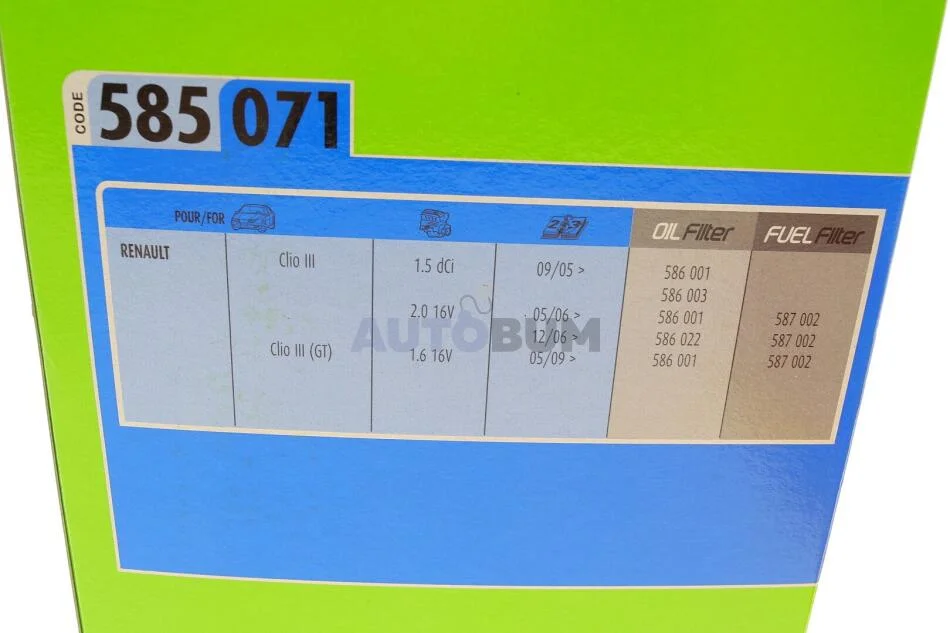 CODE 585 071
POUR/FOR OIL Filter FUEL Filter
RENAULT Clio III 1.5 dCi 09/05 > 586 001
586 003
2.0 16V 05/06 > 586 001 587 002
12/06 > 586 022 587 002
Clio III (GT) 1.6 16V 05/09 > 586 001 587 002
AUTOBUM